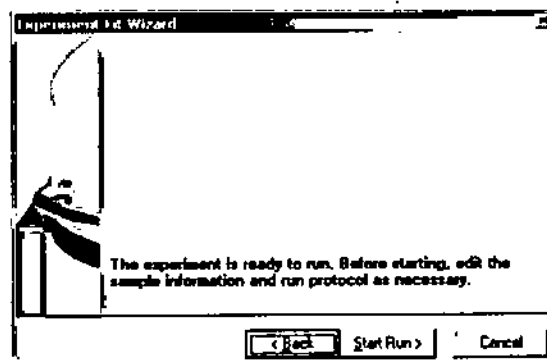 Experiment Kit Wizard
The experiment is ready to run. Before starting, edit the
sample information and run protocol as necessary.
< Back
Start Run >
Cancel